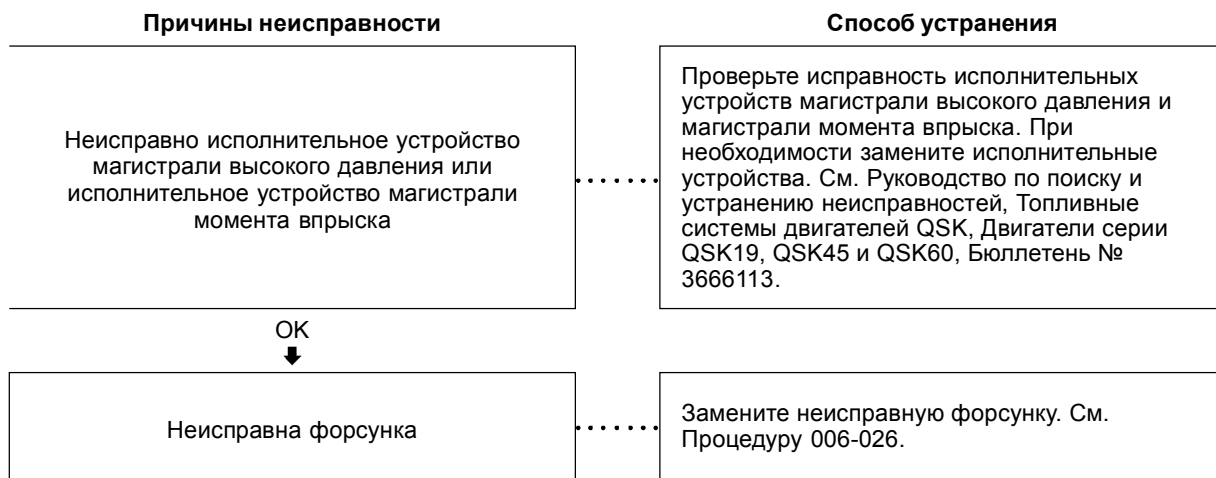 Причины неисправности
Способ устранения
Неисправно исполнительное устройство
магистрали высокого давления или
исполнительное устройство магистрали
момента впрыска
Проверьте исправность исполнительных
устройств магистрали высокого давления и
магистрали момента впрыска. При
необходимости замените исполнительные
устройства. См. Руководство по поиску и
устранению неисправностей, Топливные
системы двигателей QSK, Двигатели серии
QSK19, QSK45 и QSK60, Бюллетень №
3666113.
OK
Неисправна форсунка
Замените неисправную форсунку. См.
Процедуру 006-026.